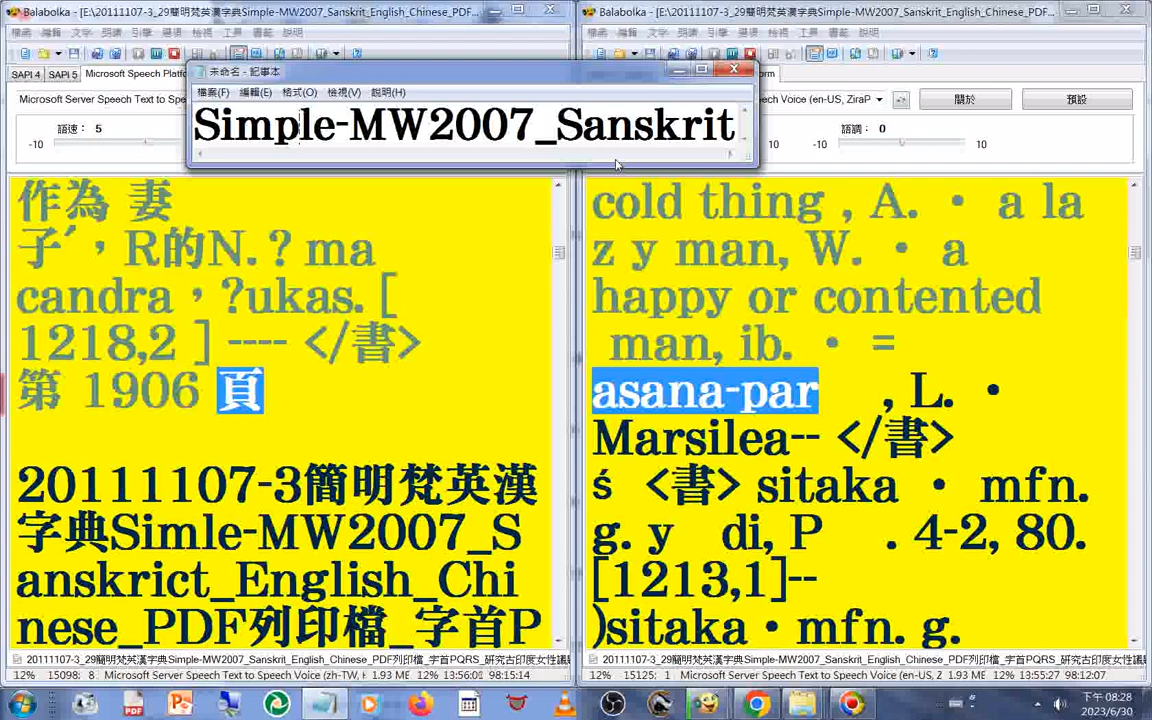 Balabolka - [E:\20111107-3_29簡明梵英漢字典Simple-MW2007_Sanskrit_English_Chinese_PDF...
Balabolka - [E:\20111107-3_29簡明梵英漢字典Simple-MW2007_Sanskrit_English_Chinese_PDF...
SAPI 4 SAPI 5 Microsoft Speech Platf
orm
未命名 - 記事本
檔案(F) 編輯(E) 格式(O) 檢視(V) 說明(H)
Simple-MW2007_Sanskrit
Microsoft Server Speech Text to Spee
ech Voice (en-US, ZiraP
關於
預設
語速： 5
-10
語調： 0
-10 10
作為 妻
子ˊ，R的N. ? ma
candra，?ukas. [
1218,2 ] ---- </書>
第 1906 頁
20111107-3簡明梵英漢
字典Simle-MW2007_S
anskrict_English_Chi
nese_PDF列印檔_字首P
cold thing , A. • a la
z y man, W. • a
happy or contented
man, ib. • =
asana-par , L. •
Marsilea-- </書>
ś <書> sitaka • mfn.
g. y di, P . 4-2, 80.
[1213,1]--
)sitaka • mfn. g.
20111107-3_29簡明梵英漢字典Simple-MW2007_Sanskrit_English_Chinese_PDF列印檔_字首PQRS_研究古印度女性議
20111107-3_29簡明梵英漢字典Simple-MW2007_Sanskrit_English_Chinese_PDF列印檔_字首PQRS_研究古印度女性議
12% 15098: 8 Microsoft Server Speech Text to Speech Voice (zh-TW, H 1.93 ME 12% 13:56:0 98:15:14
12% 15125: 1 Microsoft Server Speech Text to Speech Voice (en-US, Z 1.93 ME 12% 13:55:27 98:12:07
下午 08:28
2023/6/30